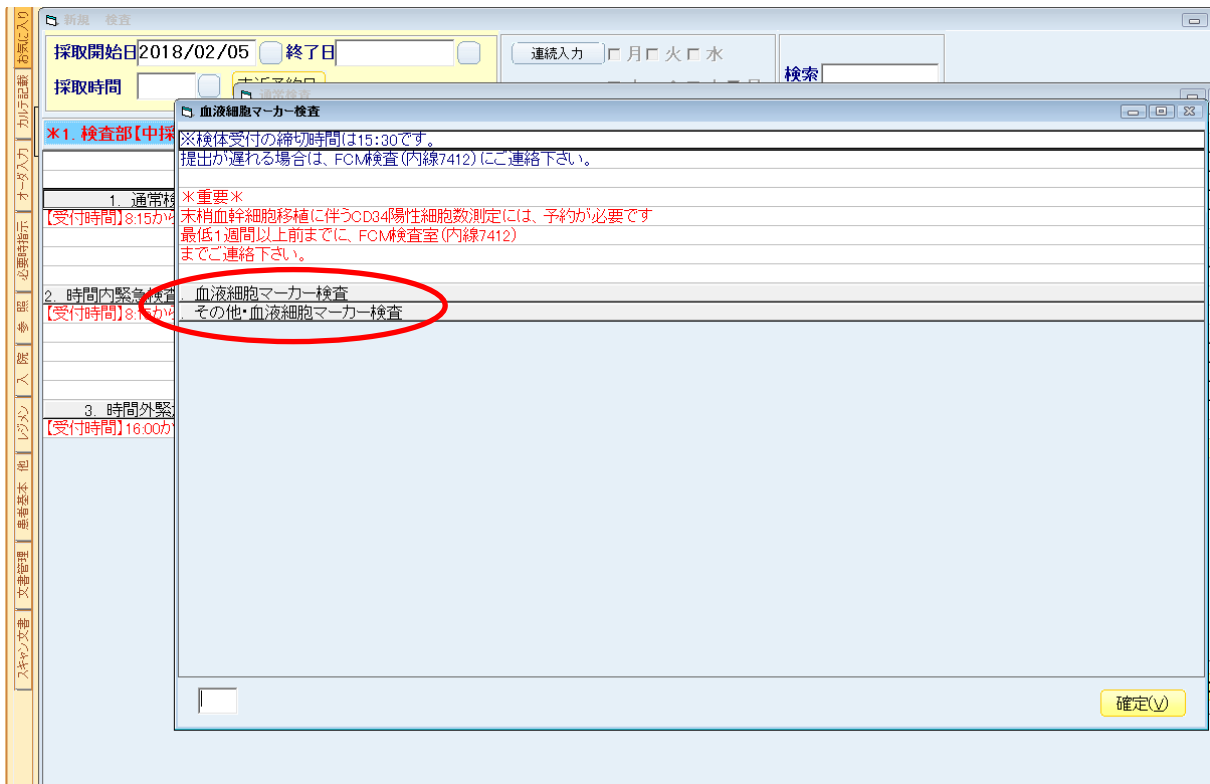 新規 検査
採取開始日 2018/02/05 終了日
連続入力 月 火 水
検索
採取時間
通常検査
血液細胞マーカー検査
*1. 検査部【中採
※検体受付の締切時間は15:30です。
提出が遅れる場合は、FCM検査(内線7412)にご連絡下さい。
*重要*
1. 通常検
【受付時間】8:15から
末梢血幹細胞移植に伴うCD34陽性細胞数測定には、予約が必要です
最低1週間以上前までに、FCM検査室(内線7412)
までご連絡下さい。
2. 時間内緊急検査
. 血液細胞マーカー検査
【受付時間】8:15から
. その他・血液細胞マーカー検査
3. 時間外緊
【受付時間】16:00か
確定(V)
お気に入り
カルテ記載
オーダ入力
必要時指示
参 照
入 院
レジメン
患者基本 他
文書管理
スキャン文書